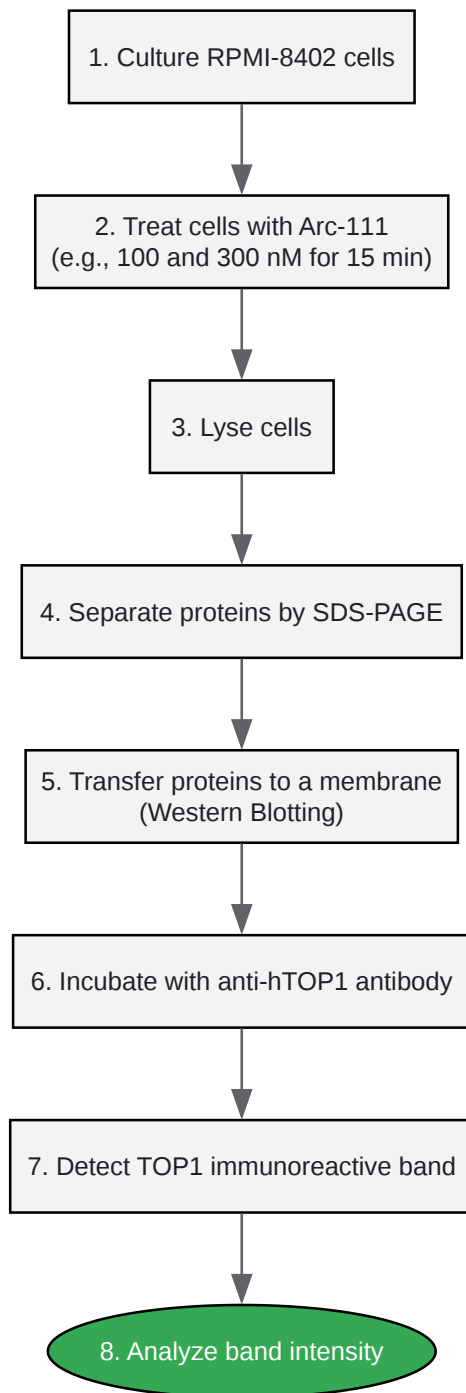 1. Culture RPMI-8402 cells
2. Treat cells with Arc-111
(e.g., 100 and 300 nM for 15 min)
3. Lyse cells
4. Separate proteins by SDS-PAGE
5. Transfer proteins to a membrane
(Western Blotting)
6. Incubate with anti-hTOP1 antibody
7. Detect TOP1 immunoreactive band
8. Analyze band intensity